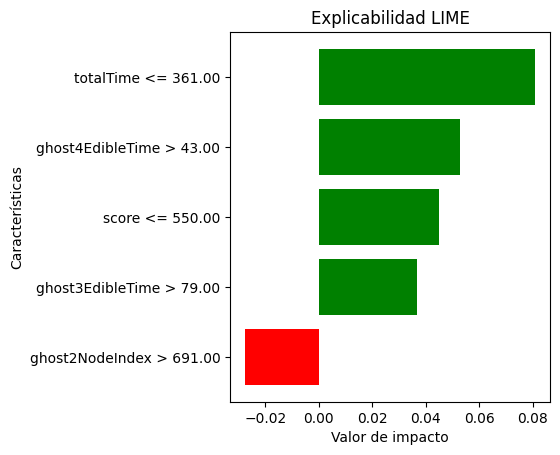 Explicabilidad LIME
Características
totalTime <= 361.00
ghost4EdibleTime > 43.00
score <= 550.00
ghost3EdibleTime > 79.00
ghost2NodeIndex > 691.00
−0.02 0.00 0.02 0.04 0.06 0.08
Valor de impacto